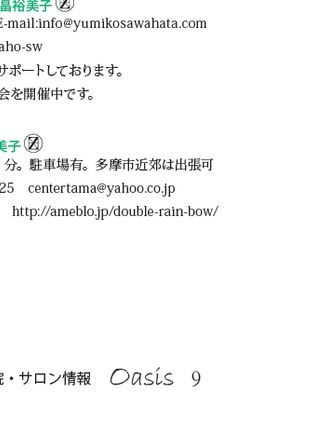 昌裕美子 Ⓩ
E-mail:info@yumikosawahata.com
aho-sw
サポートしております。
会を開催中です。
美子 Ⓩ
分。駐車場有。多摩市近郊は出張可
25 centertama@yahoo.co.jp
http://ameblo.jp/double-rain-bow/
院・サロン情報 Oasis 9